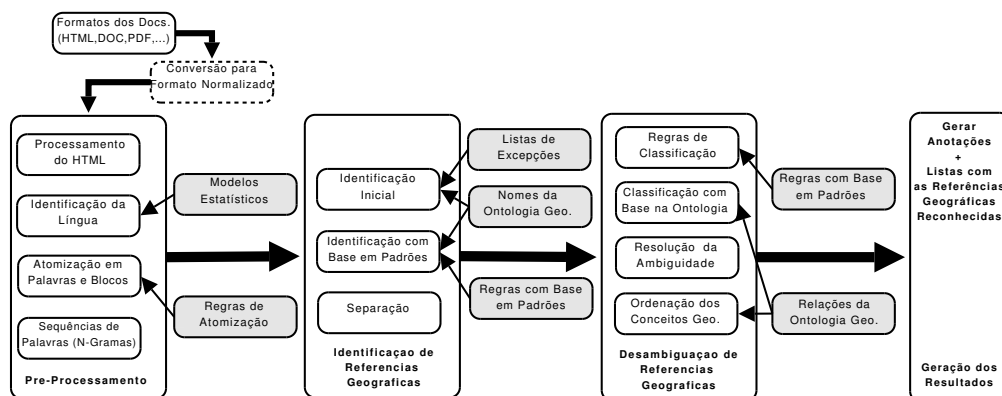 Formatos dos Docs.
(HTML,DOC,PDF,...)
Conversão para
Formato Normalizado
Processamento
do HTML
Identificação da
Língua
Atomização em
Palavras e Blocos
Sequências de
Palavras (N-Gramas)
Pre-Processamento
Modelos
Estatísticos
Regras de
Atomização
Identificação
Inicial
Identificação com
Base em Padrões
Separação
Identificaçao de
Referencias
Geograficas
Listas de
Excepções
Nomes da
Ontologia Geo.
Regras com Base
em Padrões
Regras de
Classificação
Classificação com
Base na Ontologia
Resolução da
Ambiguidade
Ordenação dos
Conceitos Geo.
Desambiguaçao de
Referencias
Geograficas
Regras com Base
em Padrões
Relações da
Ontologia Geo.
Gerar
Anotações
+
Listas com
as Referências
Geográficas
Reconhecidas
Geração dos
Resultados